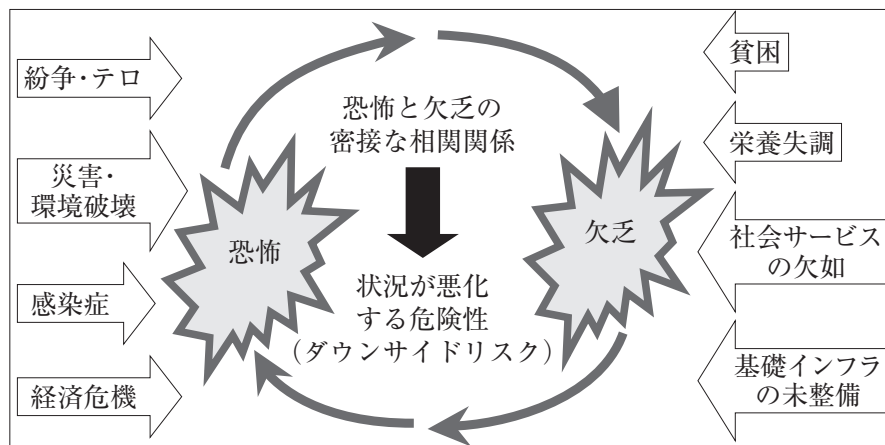 紛争・テロ
災害・
環境破壊
感染症
経済危機
恐怖
恐怖と欠乏の
密接な相関関係
状況が悪化
する危険性
（ダウンサイドリスク）
欠乏
貧困
栄養失調
社会サービス
の欠如
基礎インフラ
の未整備